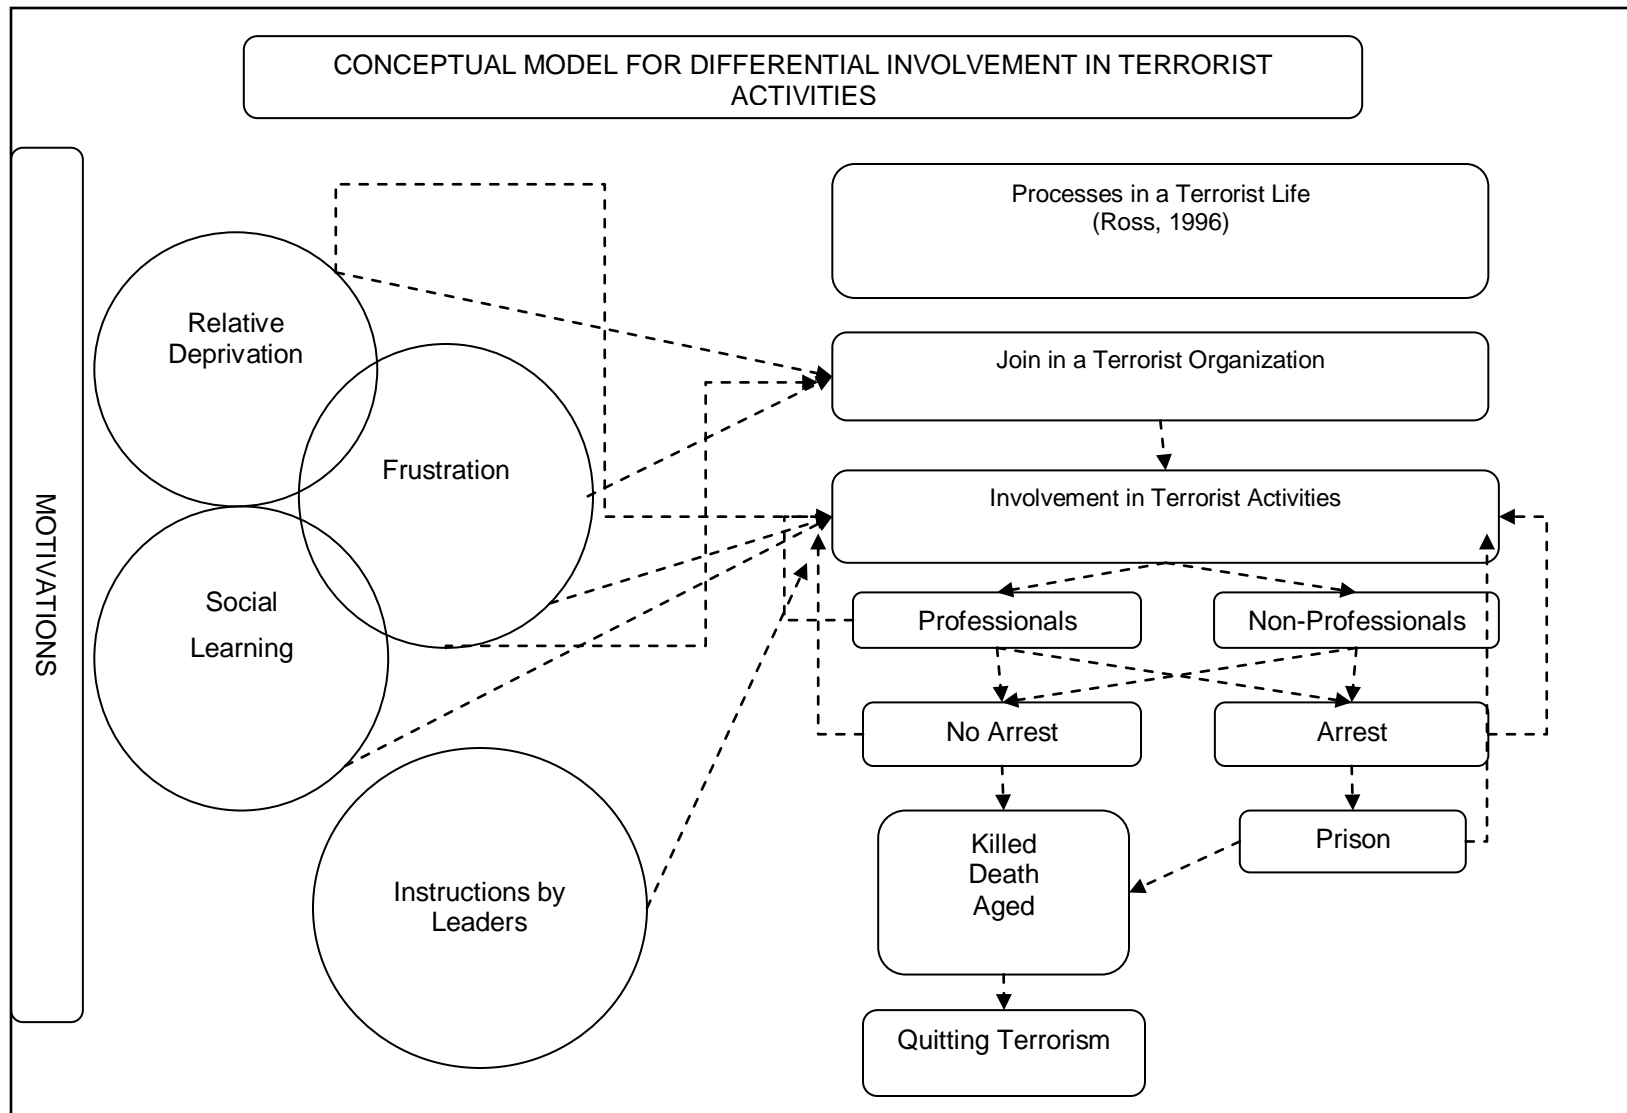 CONCEPTUAL MODEL FOR DIFFERENTIAL INVOLVEMENT IN TERRORIST
ACTIVITIES
MOTIVATIONS
Relative
Deprivation
Frustration
Social
Learning
Instructions by
Leaders
Processes in a Terrorist Life
(Ross, 1996)
Join in a Terrorist Organization
Involvement in Terrorist Activities
Professionals
Non-Professionals
No Arrest
Arrest
Killed
Death
Aged
Prison
Quitting Terrorism